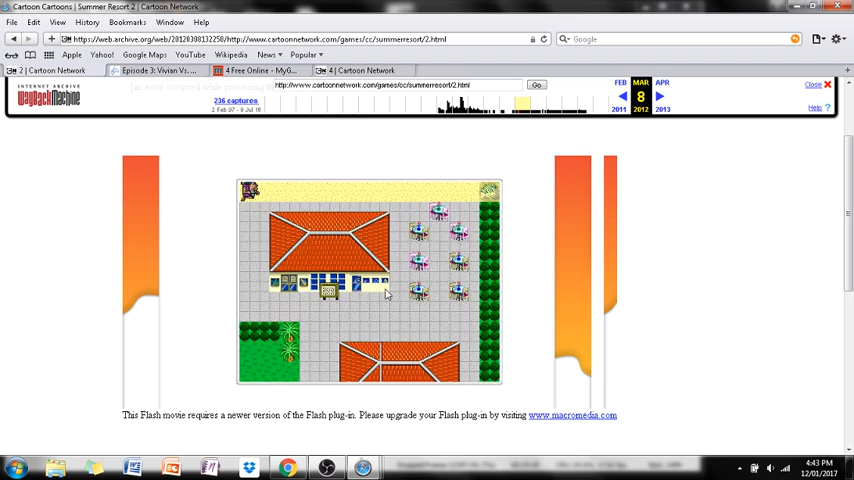 Cartoon Cartoons | Summer Resort 2 | Cartoon Network
File Edit View History Bookmarks Window Help
https://web.archive.org/web/20120308132250/http://www.cartoonnetwork.com/games/cc/summerresort/2.html
Google
Apple Yahoo! Google Maps YouTube Wikipedia News Popular
2 | Cartoon Network
Episode 3: Vivian Vs. ...
4 Free Online - MyG...
4 | Cartoon Network
INTERNET ARCHIVE
WayBackMachine
http://www.cartoonnetwork.com/games/cc/summerresort/2.html
Go
FEB MAR APR
Close
236 captures
2 Feb 07 - 9 Jul 16
8
2011 2012 2013
Help
This Flash movie requires a newer version of the Flash plug-in. Please upgrade your Flash plug-in by visiting www.macromedia.com
4:43 PM
12/01/2017